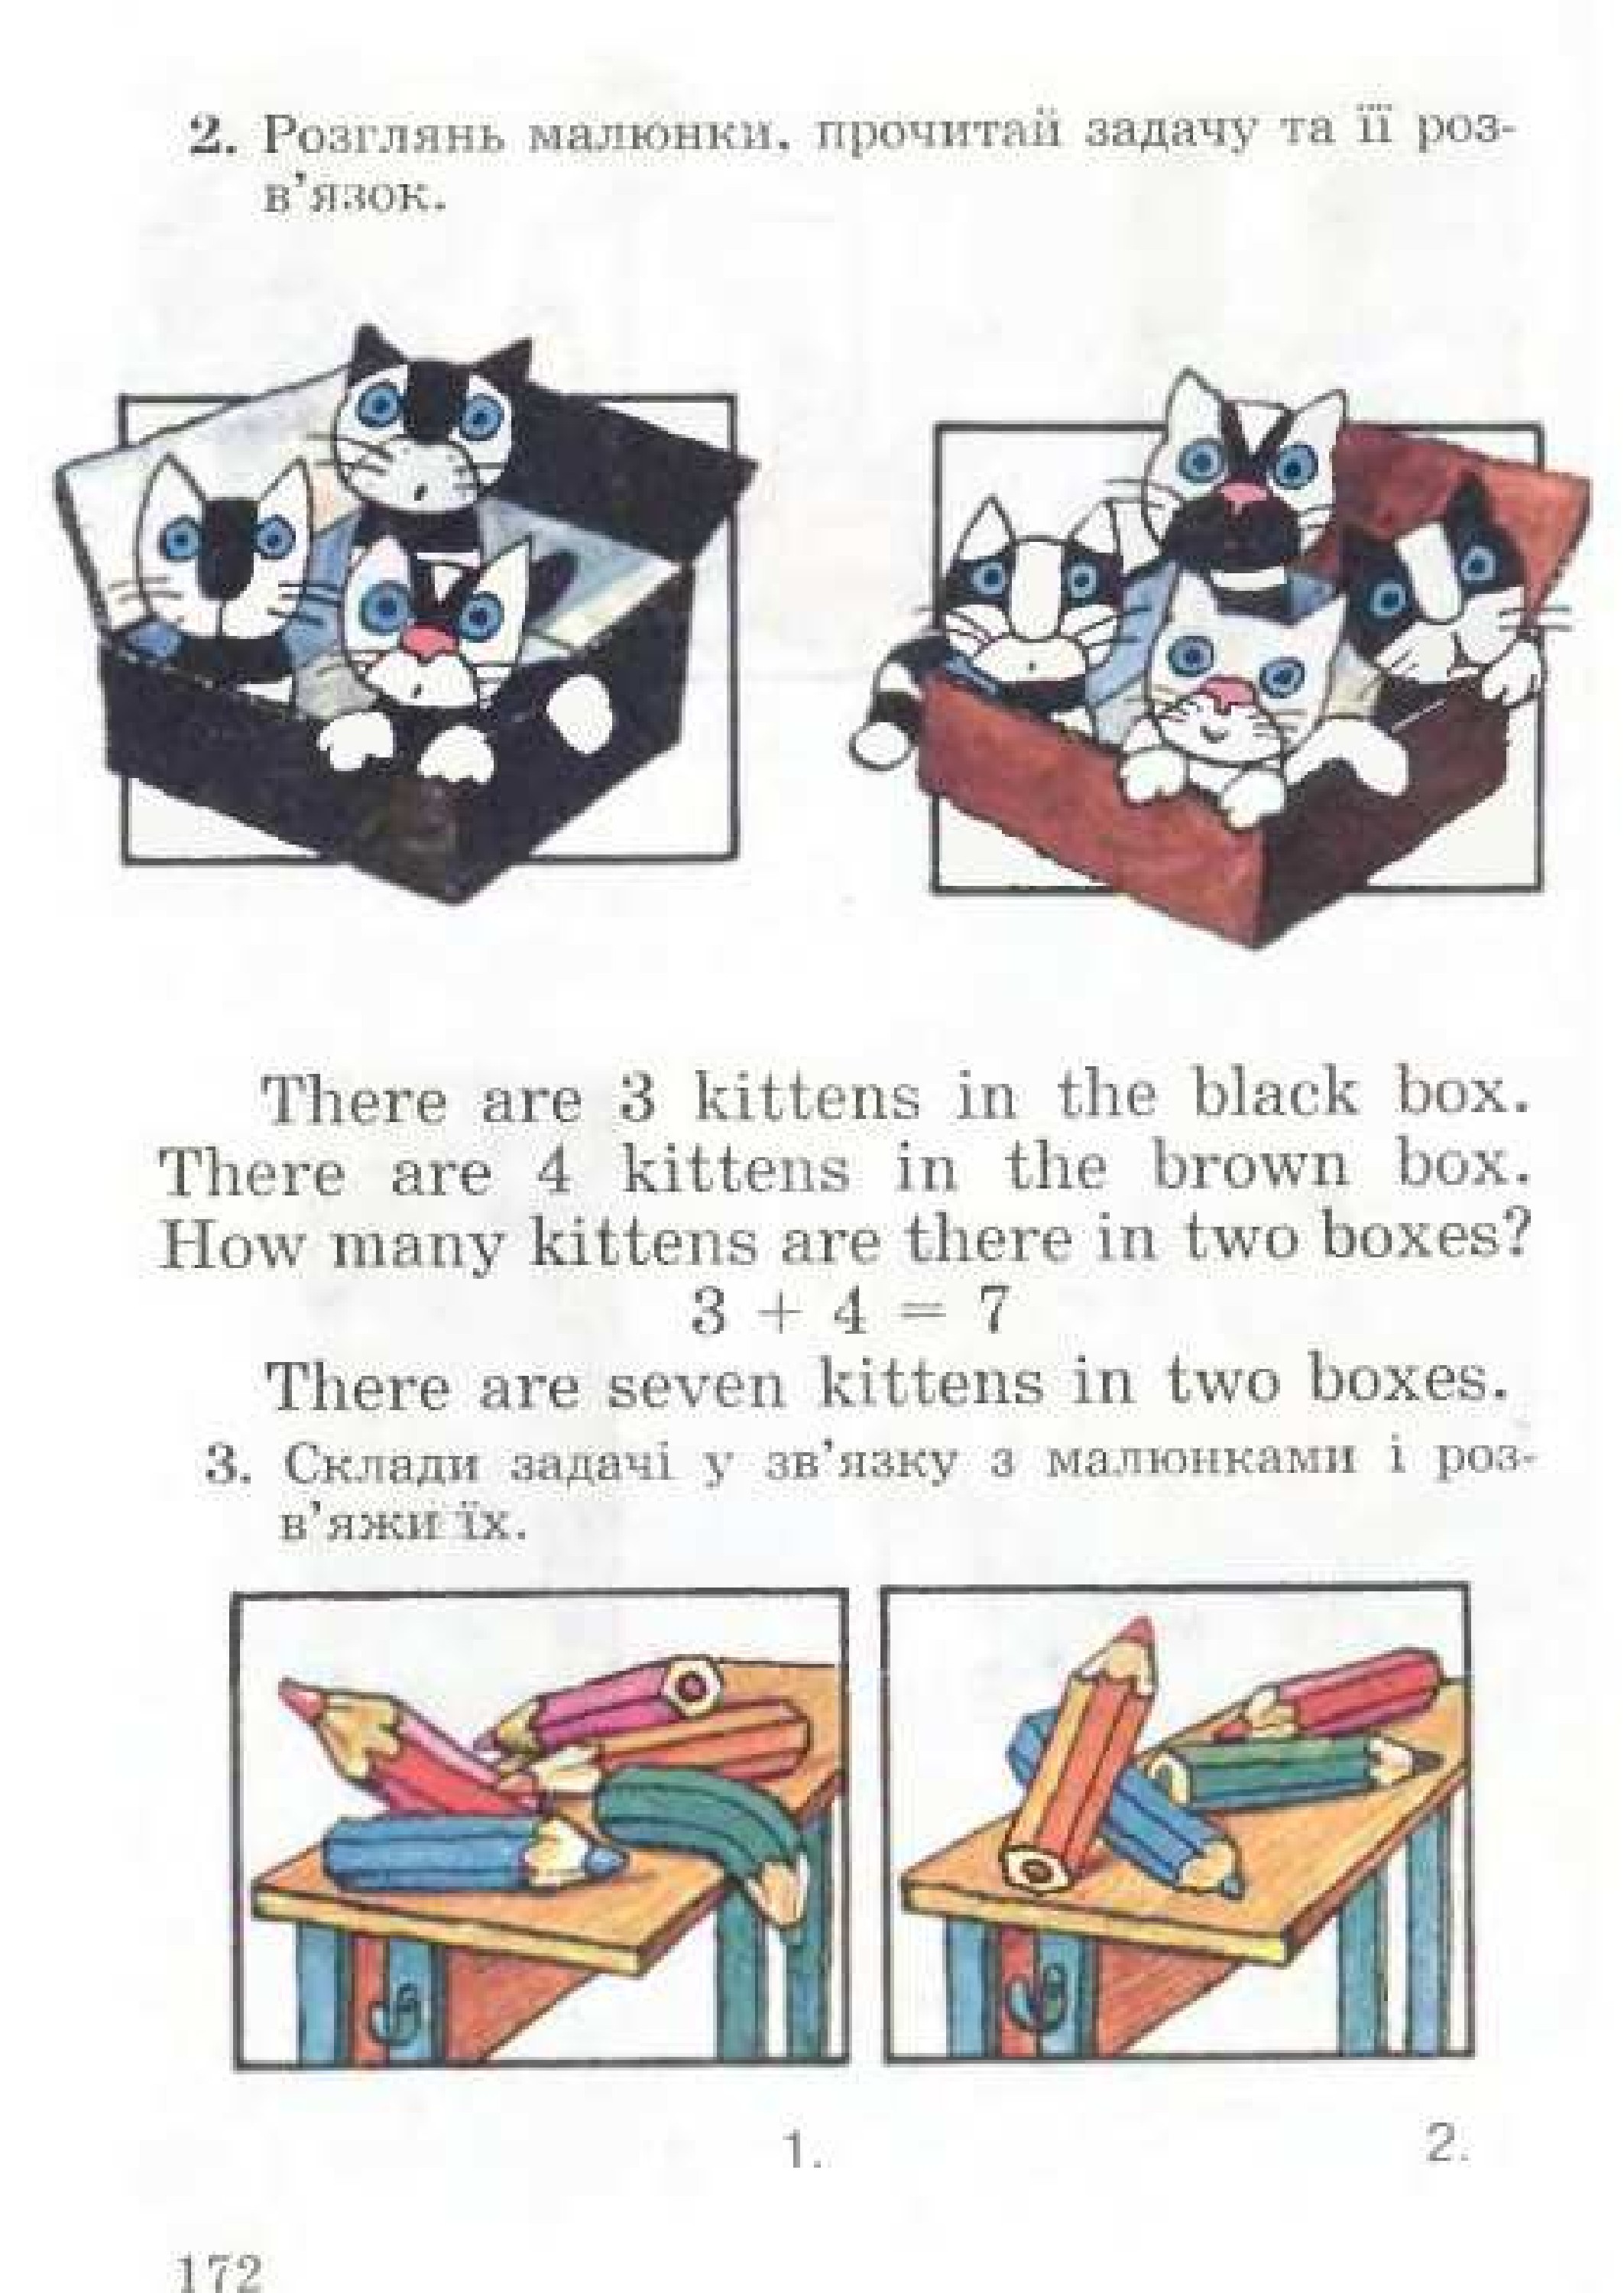 2. Розглянь малюнки, прочитай задачу та її роз-
в’язок.
There are 3 kittens in the black box.
There are 4 kittens in the brown box.
How many kittens are there in two boxes?
3 + 4 = 7
There are seven kittens in two boxes.
3. Склади задачі у зв’язку з малюнками і роз-
в’яжи їх.
1.
2.
172